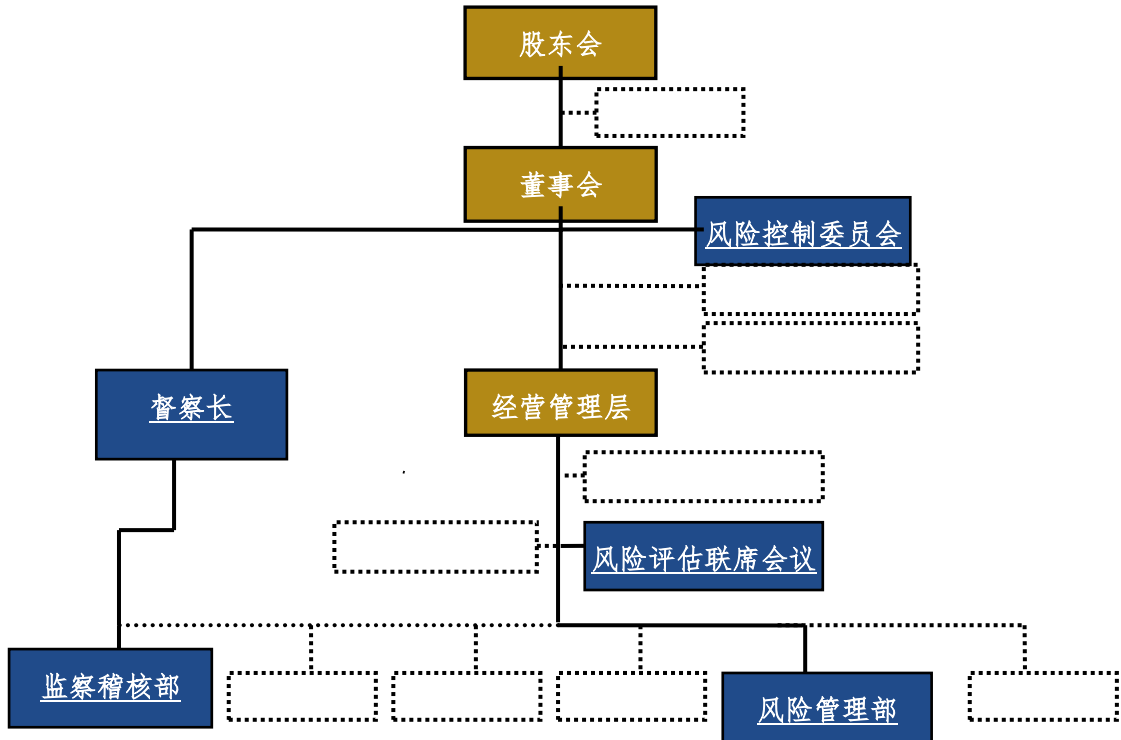 股东会
董事会
风险控制委员会
督察长
经营管理层
风险评估联席会议
监察稽核部
风险管理部